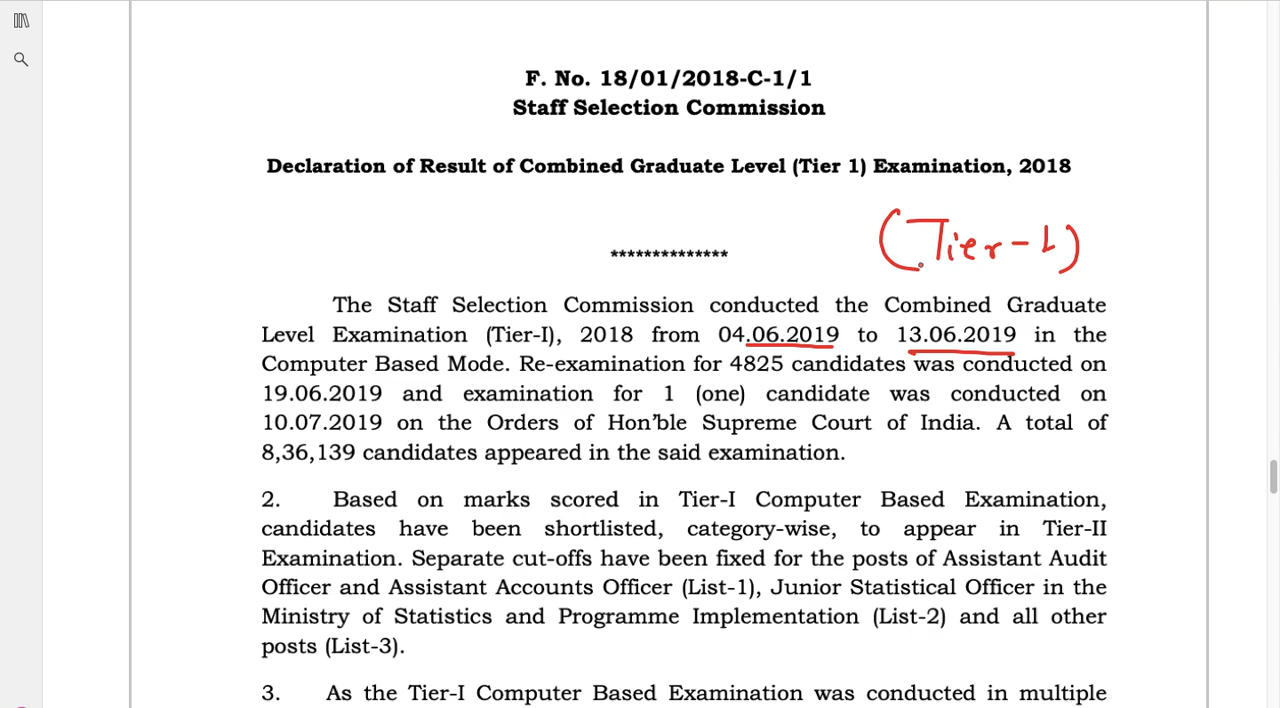 F. No. 18/01/2018-C-1/1
Staff Selection Commission
Declaration of Result of Combined Graduate Level (Tier 1) Examination, 2018
(Tier-1)
**************
The Staff Selection Commission conducted the Combined Graduate
Level Examination (Tier-I), 2018 from 04.06.2019 to 13.06.2019 in the
Computer Based Mode. Re-examination for 4825 candidates was conducted on
19.06.2019 and examination for 1 (one) candidate was conducted on
10.07.2019 on the Orders of Hon’ble Supreme Court of India. A total of
8,36,139 candidates appeared in the said examination.
2. Based on marks scored in Tier-I Computer Based Examination,
candidates have been shortlisted, category-wise, to appear in Tier-II
Examination. Separate cut-offs have been fixed for the posts of Assistant Audit
Officer and Assistant Accounts Officer (List-1), Junior Statistical Officer in the
Ministry of Statistics and Programme Implementation (List-2) and all other
posts (List-3).
3. As the Tier-I Computer Based Examination was conducted in multiple